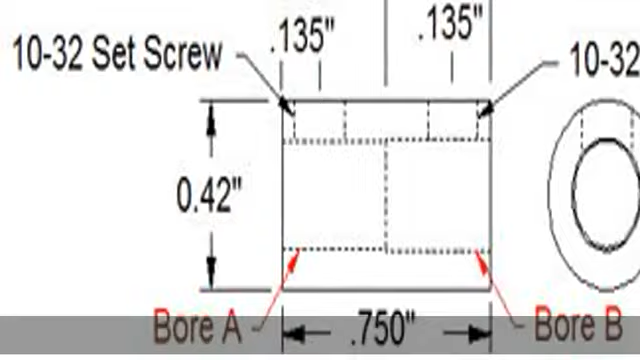 .135"
.135"
10-32 Set Screw
10-32
0.42"
Bore A
.750"
Bore B